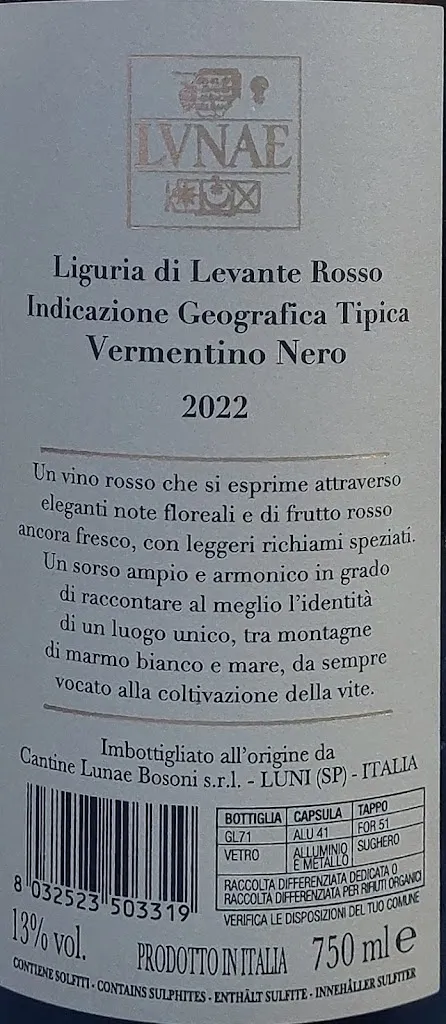 LVNAE
Liguria di Levante Rosso
Indicazione Geografica Tipica
Vermentino Nero
2022
Un vino rosso che si esprime attraverso
eleganti note floreali e di frutto rosso
ancora fresco, con leggeri richiami speziati.
Un sorso ampio e armonico in grado
di raccontare al meglio l'identità
di un luogo unico, tra montagne
di marmo bianco e mare, da sempre
vocato alla coltivazione della vite.
Imbottigliato all'origine da
Cantine Lunae Bosoni s.r.l. - LUNI (SP) - ITALIA
BOTTIGLIA CAPSULA TAPPO
GL71 ALU 41 FOR 51
VETRO ALLUMINIO E METALLO SUGHERO
RACCOLTA DIFFERENZIATA DEDICATA O
RACCOLTA DIFFERENZIATA PER RIFIUTI ORGANICI
VERIFICA LE DISPOSIZIONI DEL TUO COMUNE
8 032523 503319
13% vol. PRODOTTO IN ITALIA 750 ml e
CONTIENE SOLFITI - CONTAINS SULPHITES - ENTHÄLT SULFITE - INNEHÅLLER SULFITER